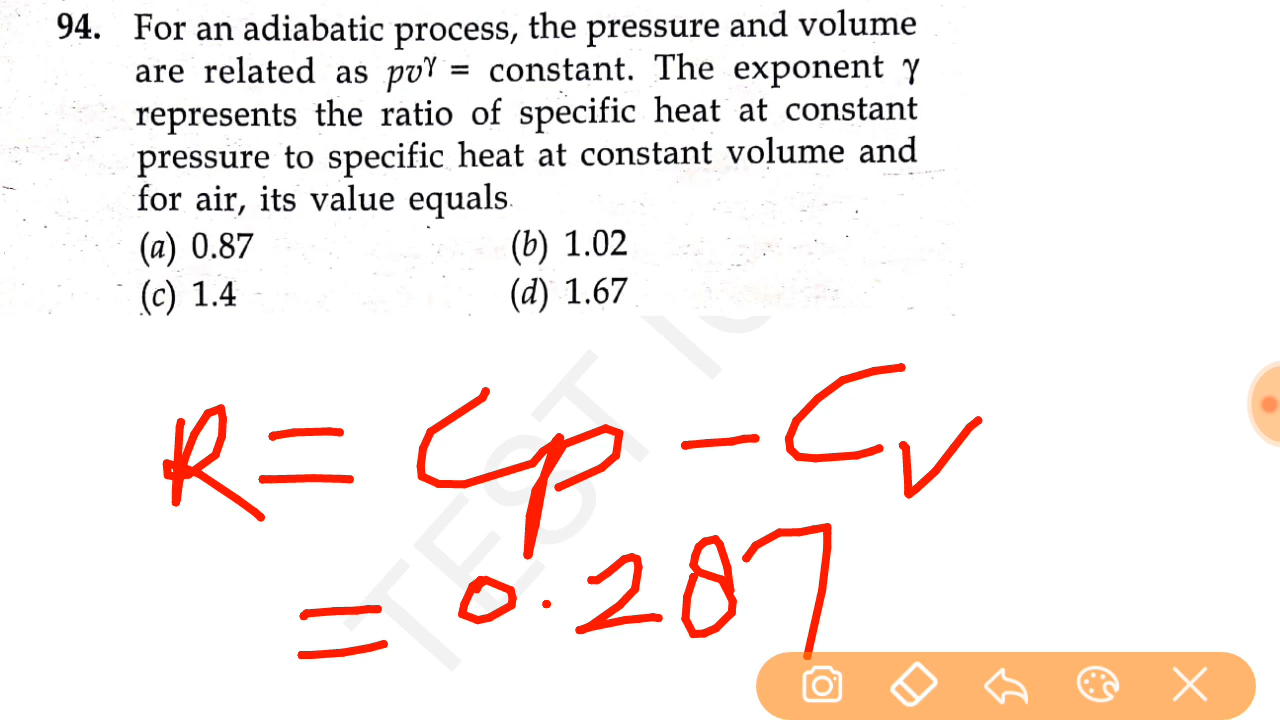 94. For an adiabatic process, the pressure and volume
are related as pvᵞ = constant. The exponent γ
represents the ratio of specific heat at constant
pressure to specific heat at constant volume and
for air, its value equals
(a) 0.87 (b) 1.02
(c) 1.4 (d) 1.67
R = Cp - Cv
= 0.287